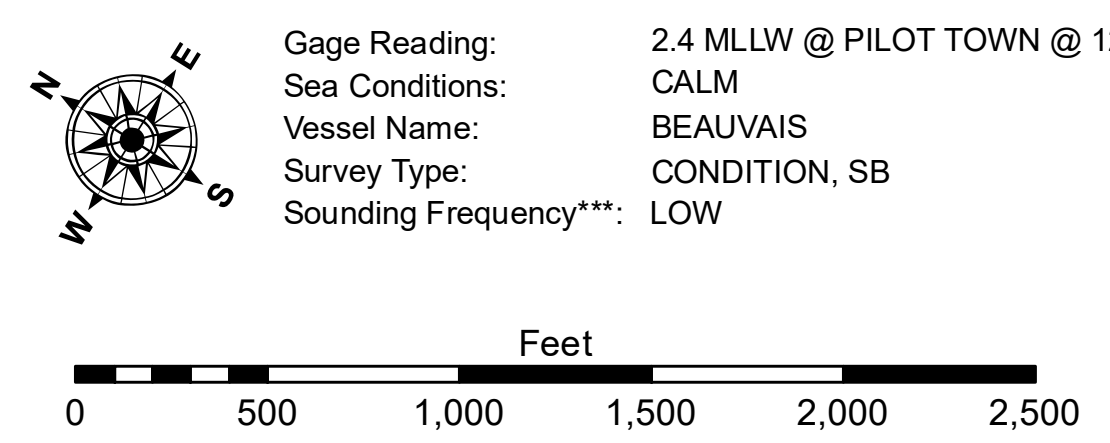 N
E
S
W
Gage Reading: 2.4 MLLW @ PILOT TOWN @
Sea Conditions: CALM
Vessel Name: BEAUVAIS
Survey Type: CONDITION, SB
Sounding Frequency***: LOW
Feet
0 500 1,000 1,500 2,000 2,500